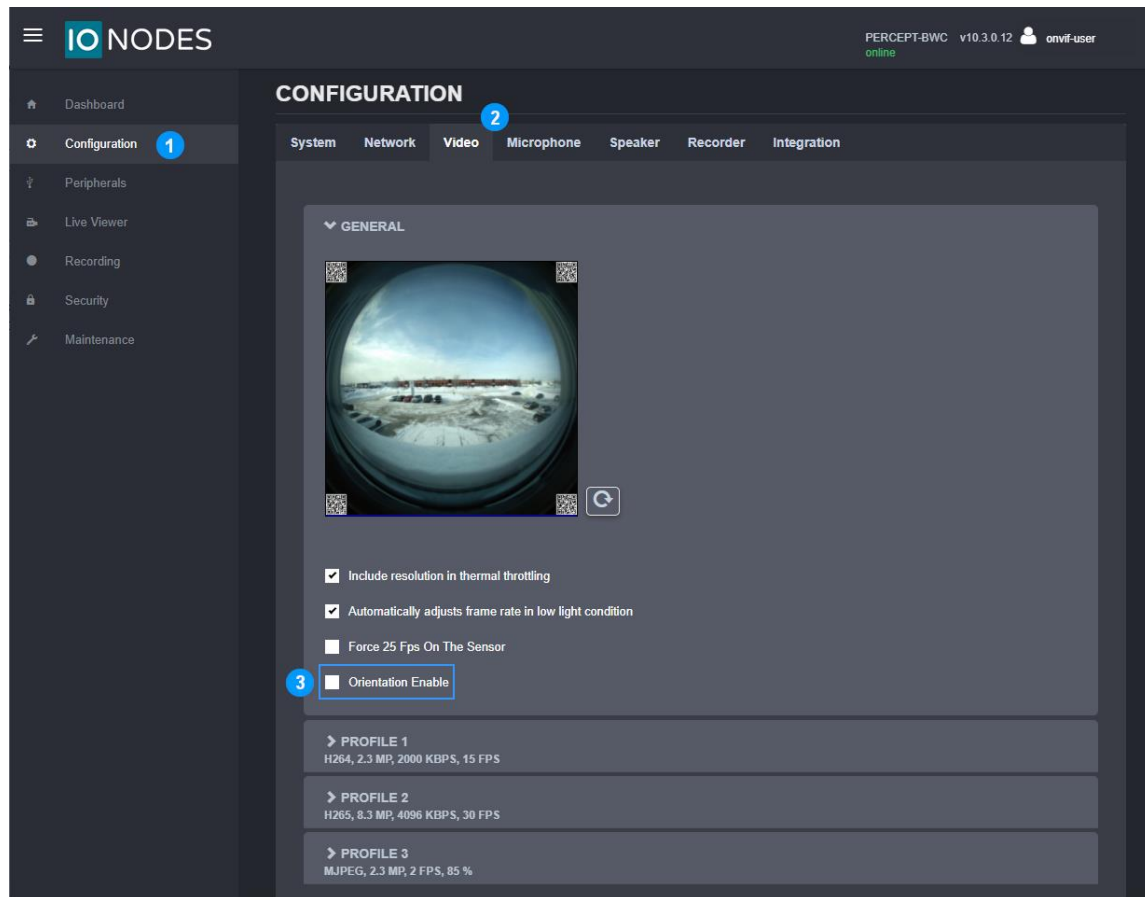 IO NODES
PERCEPT-BWC v10.3.0.12 onvif-user
online
Dashboard
Configuration 1
Peripherals
Live Viewer
Recording
Security
Maintenance
CONFIGURATION
2
System Network Video Microphone Speaker Recorder Integration
GENERAL
Include resolution in thermal throttling
Automatically adjusts frame rate in low light condition
Force 25 Fps On The Sensor
3 Orientation Enable
PROFILE 1
H264, 2.3 MP, 2000 KBPS, 15 FPS
PROFILE 2
H265, 8.3 MP, 4096 KBPS, 30 FPS
PROFILE 3
MJPEG, 2.3 MP, 2 FPS, 85 %